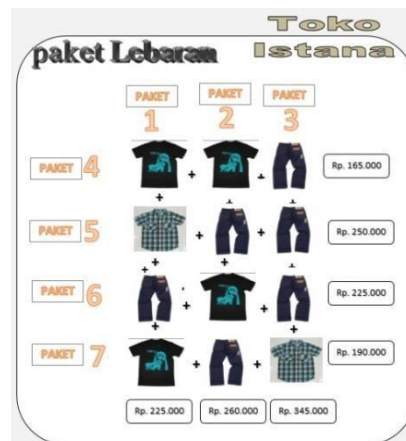 Toko
Istana
paket Lebaran
PAKET 1
PAKET 2
PAKET 3
PAKET 4
+
+
Rp. 165.000
+
+
+
PAKET 5
+
+
Rp. 250.000
+
+
+
PAKET 6
+
+
Rp. 225.000
+
+
+
PAKET 7
+
+
Rp. 190.000
Rp. 225.000
Rp. 260.000
Rp. 345.000